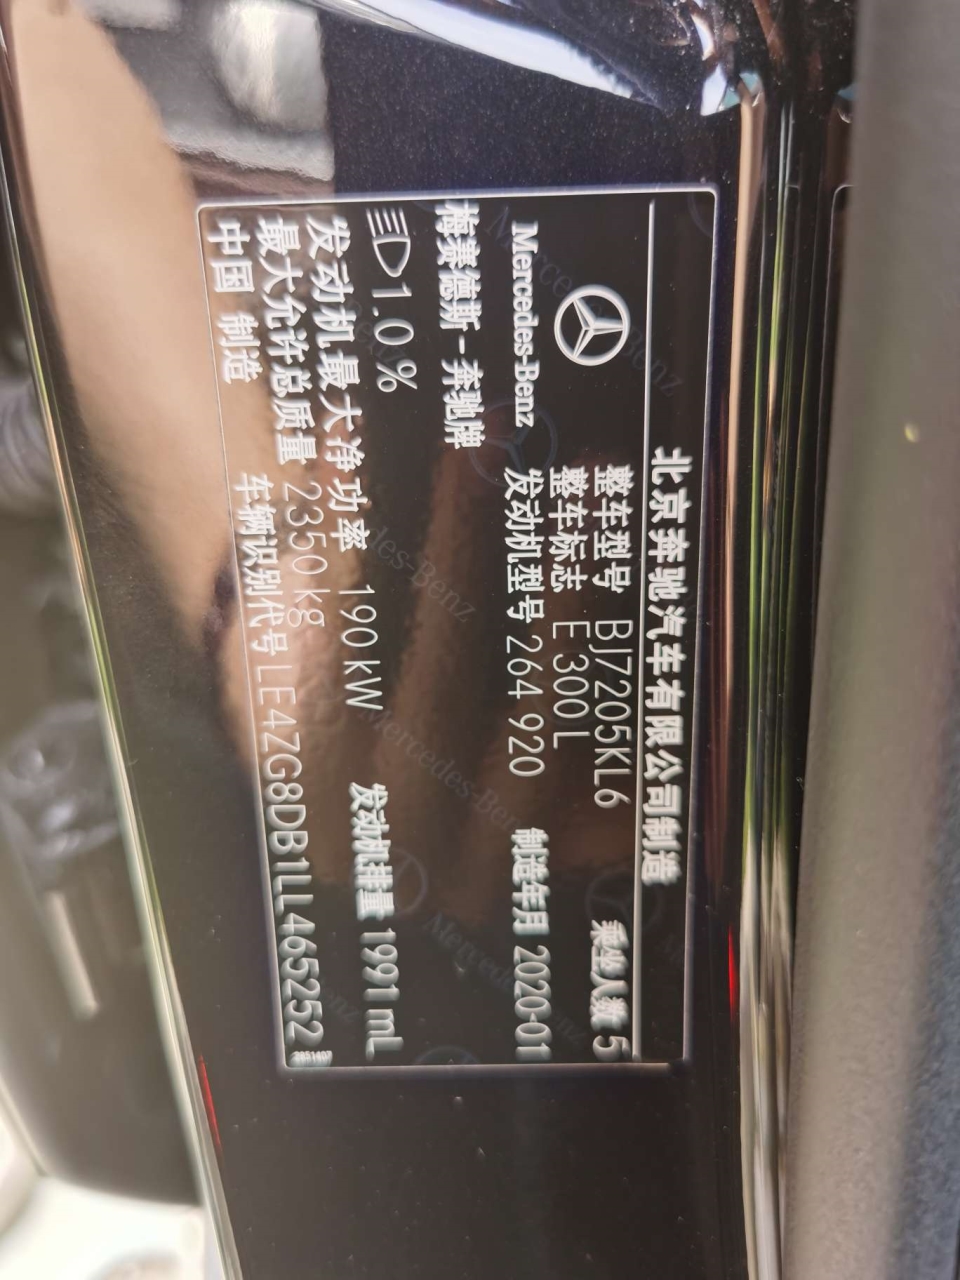 北京奔驰汽车有限公司制造
整车型号 BJ7205KL6 乘坐人数 5
整车标志 E 300 L
Mercedes-Benz 发动机型号 264 920 制造年月 2020-01
梅赛德斯-奔驰牌
1.0% 
发动机最大净功率 190 kW 发动机排量 1991 mL
最大允许总质量 2350 kg
中国 制造 车辆识别代号 LE4ZG8DB1LL465252
2851407